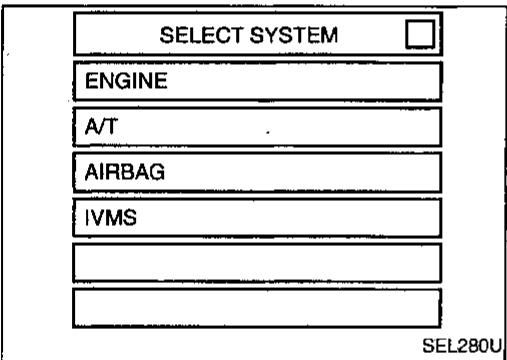 SELECT SYSTEM
ENGINE
A/T
AIRBAG
IVMS
SEL280U